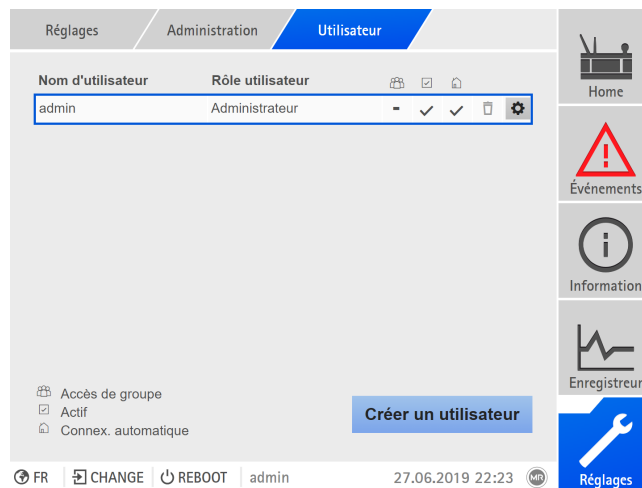 Réglages Administration Utilisateur
Nom d'utilisateur Rôle utilisateur
admin Administrateur
Accès de groupe
Actif
Connex. automatique
Créer un utilisateur
FR CHANGE REBOOT admin 27.06.2019 22:23 MR
Home
Événements
Information
Enregistreur
Réglages